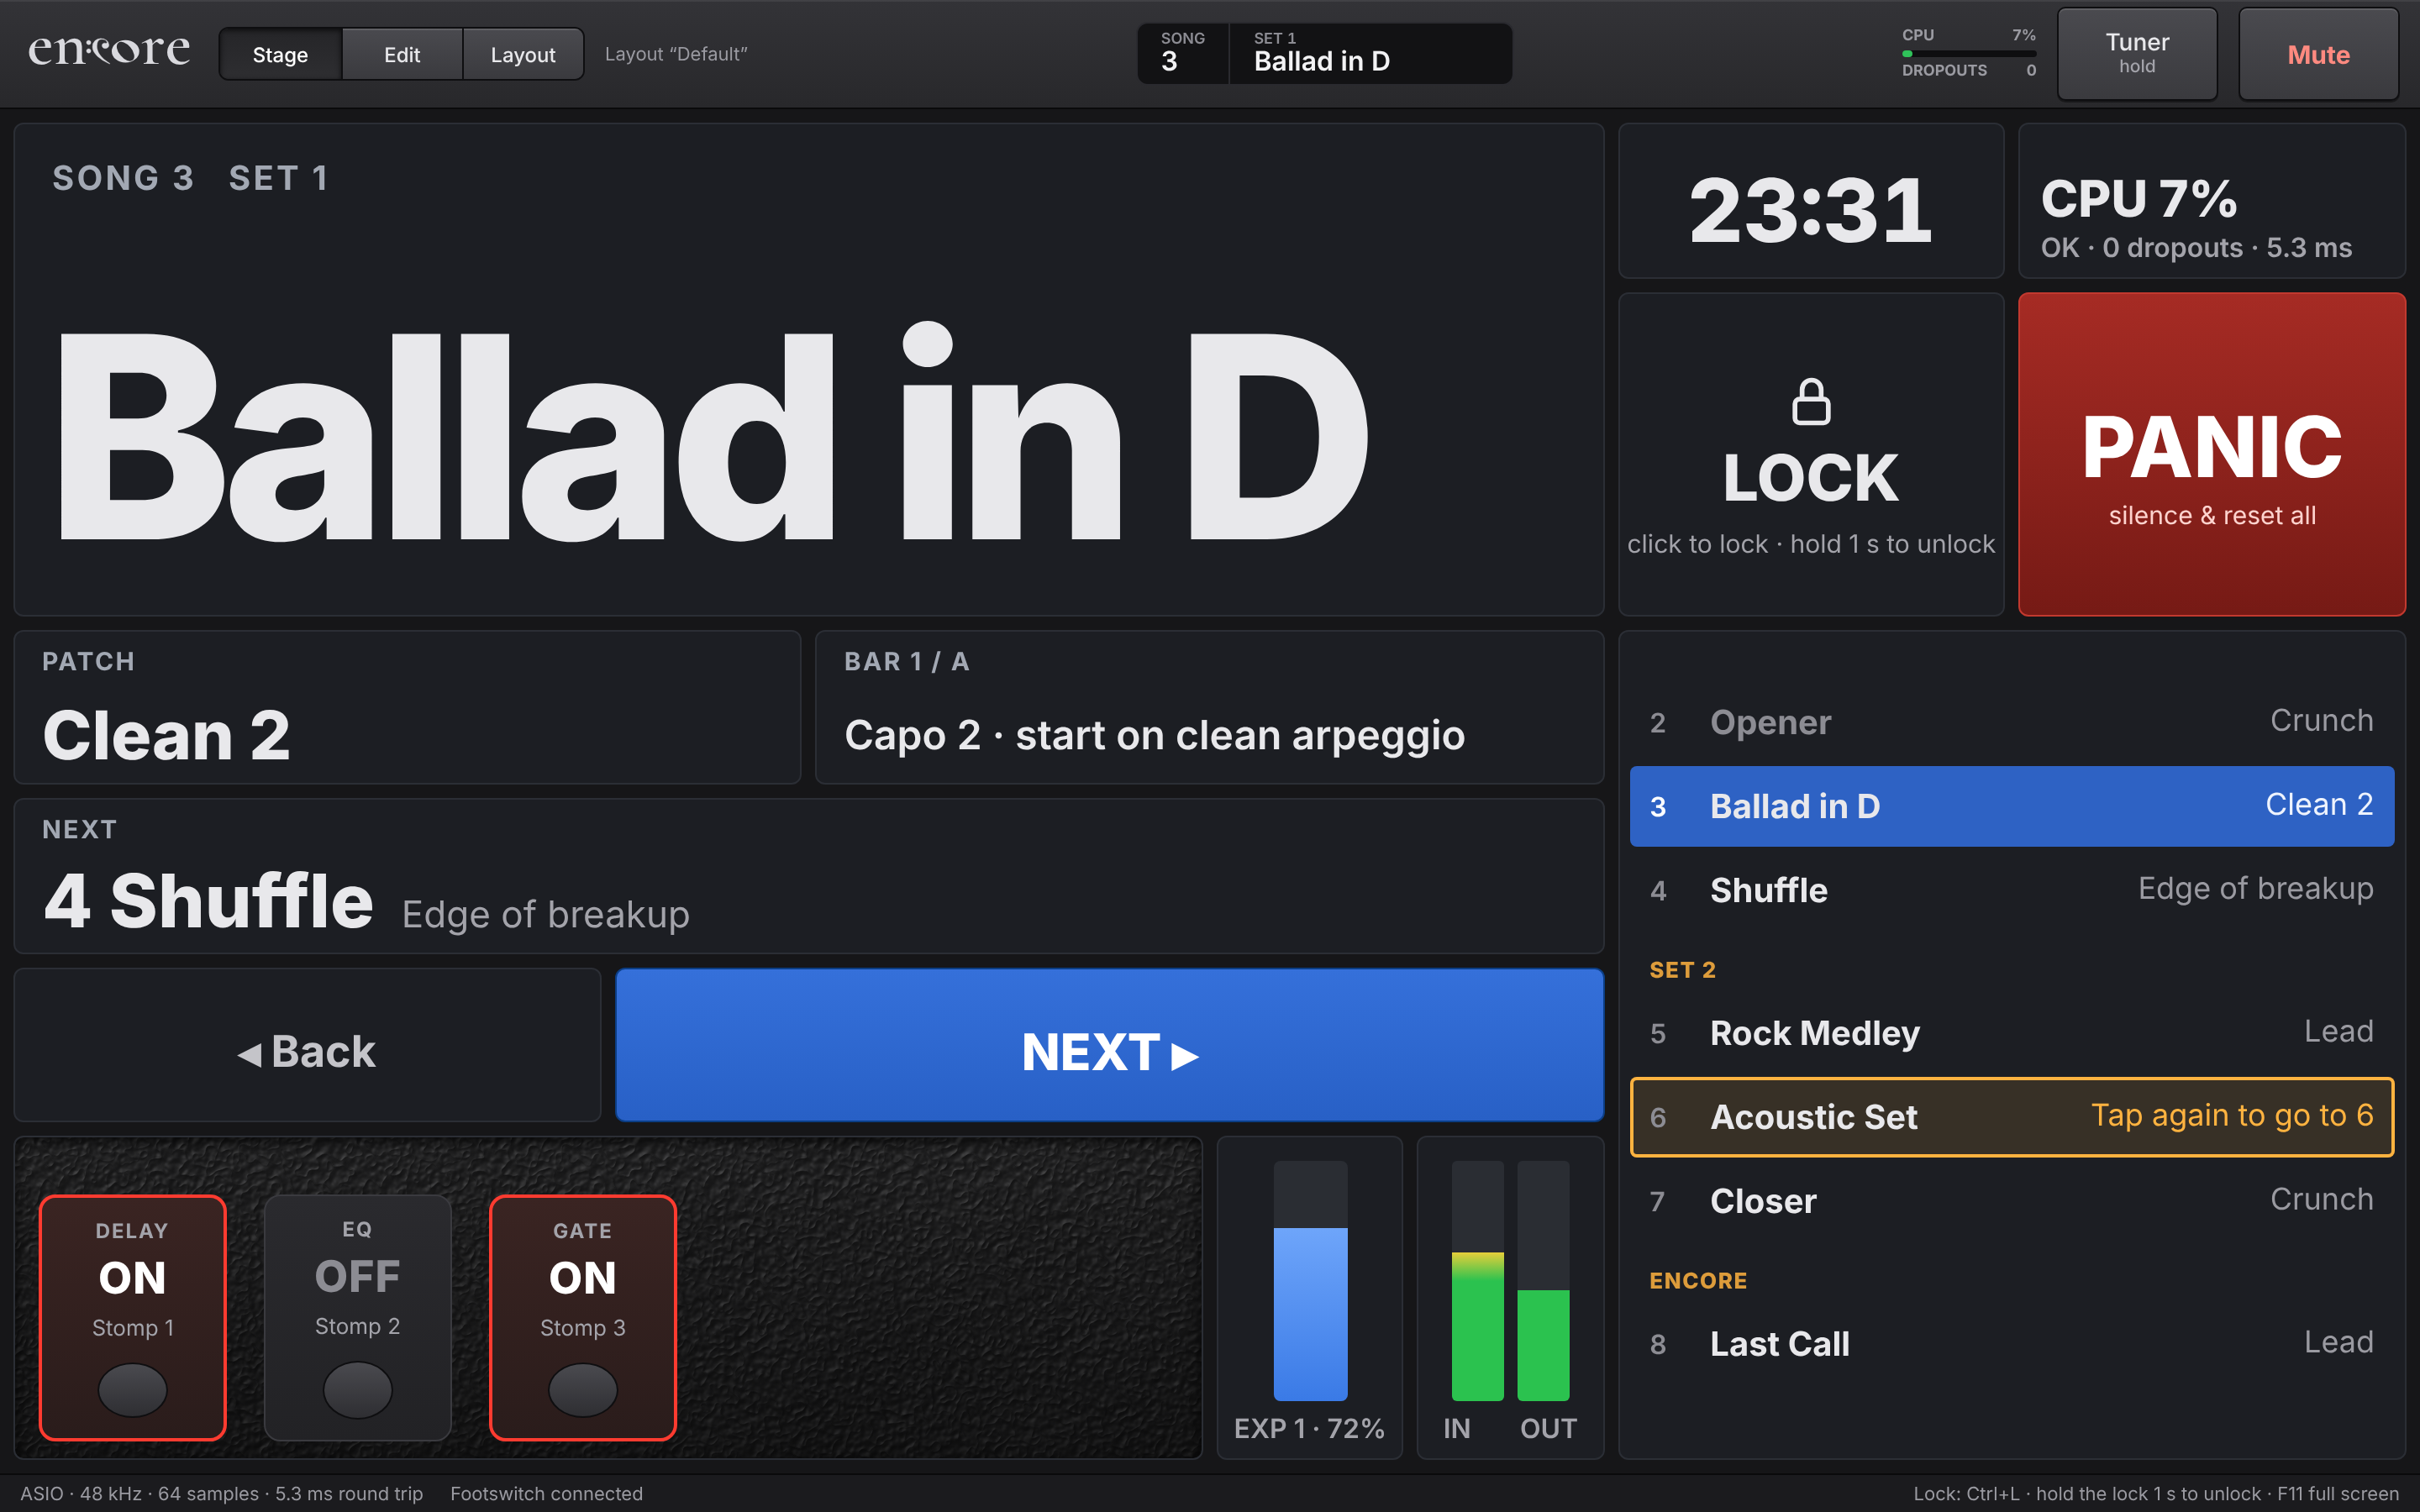 encore
Stage
Edit
Layout
Layout “Default”
SONG
3
SET 1
Ballad in D
CPU 7%
DROPOUTS 0
Tuner
hold
Mute
SONG 3 SET 1
Ballad in D
23:31
CPU 7%
OK · 0 dropouts · 5.3 ms
LOCK
click to lock · hold 1 s to unlock
PANIC
silence & reset all
PATCH
Clean 2
BAR 1 / A
Capo 2 · start on clean arpeggio
NEXT
4 Shuffle Edge of breakup
◂ Back
NEXT ▸
DELAY
ON
Stomp 1
EQ
OFF
Stomp 2
GATE
ON
Stomp 3
EXP 1 · 72%
IN OUT
2 Opener Crunch
3 Ballad in D Clean 2
4 Shuffle Edge of breakup
SET 2
5 Rock Medley Lead
6 Acoustic Set Tap again to go to 6
7 Closer Crunch
ENCORE
8 Last Call Lead
ASIO · 48 kHz · 64 samples · 5.3 ms round trip Footswitch connected
Lock: Ctrl+L · hold the lock 1 s to unlock · F11 full screen